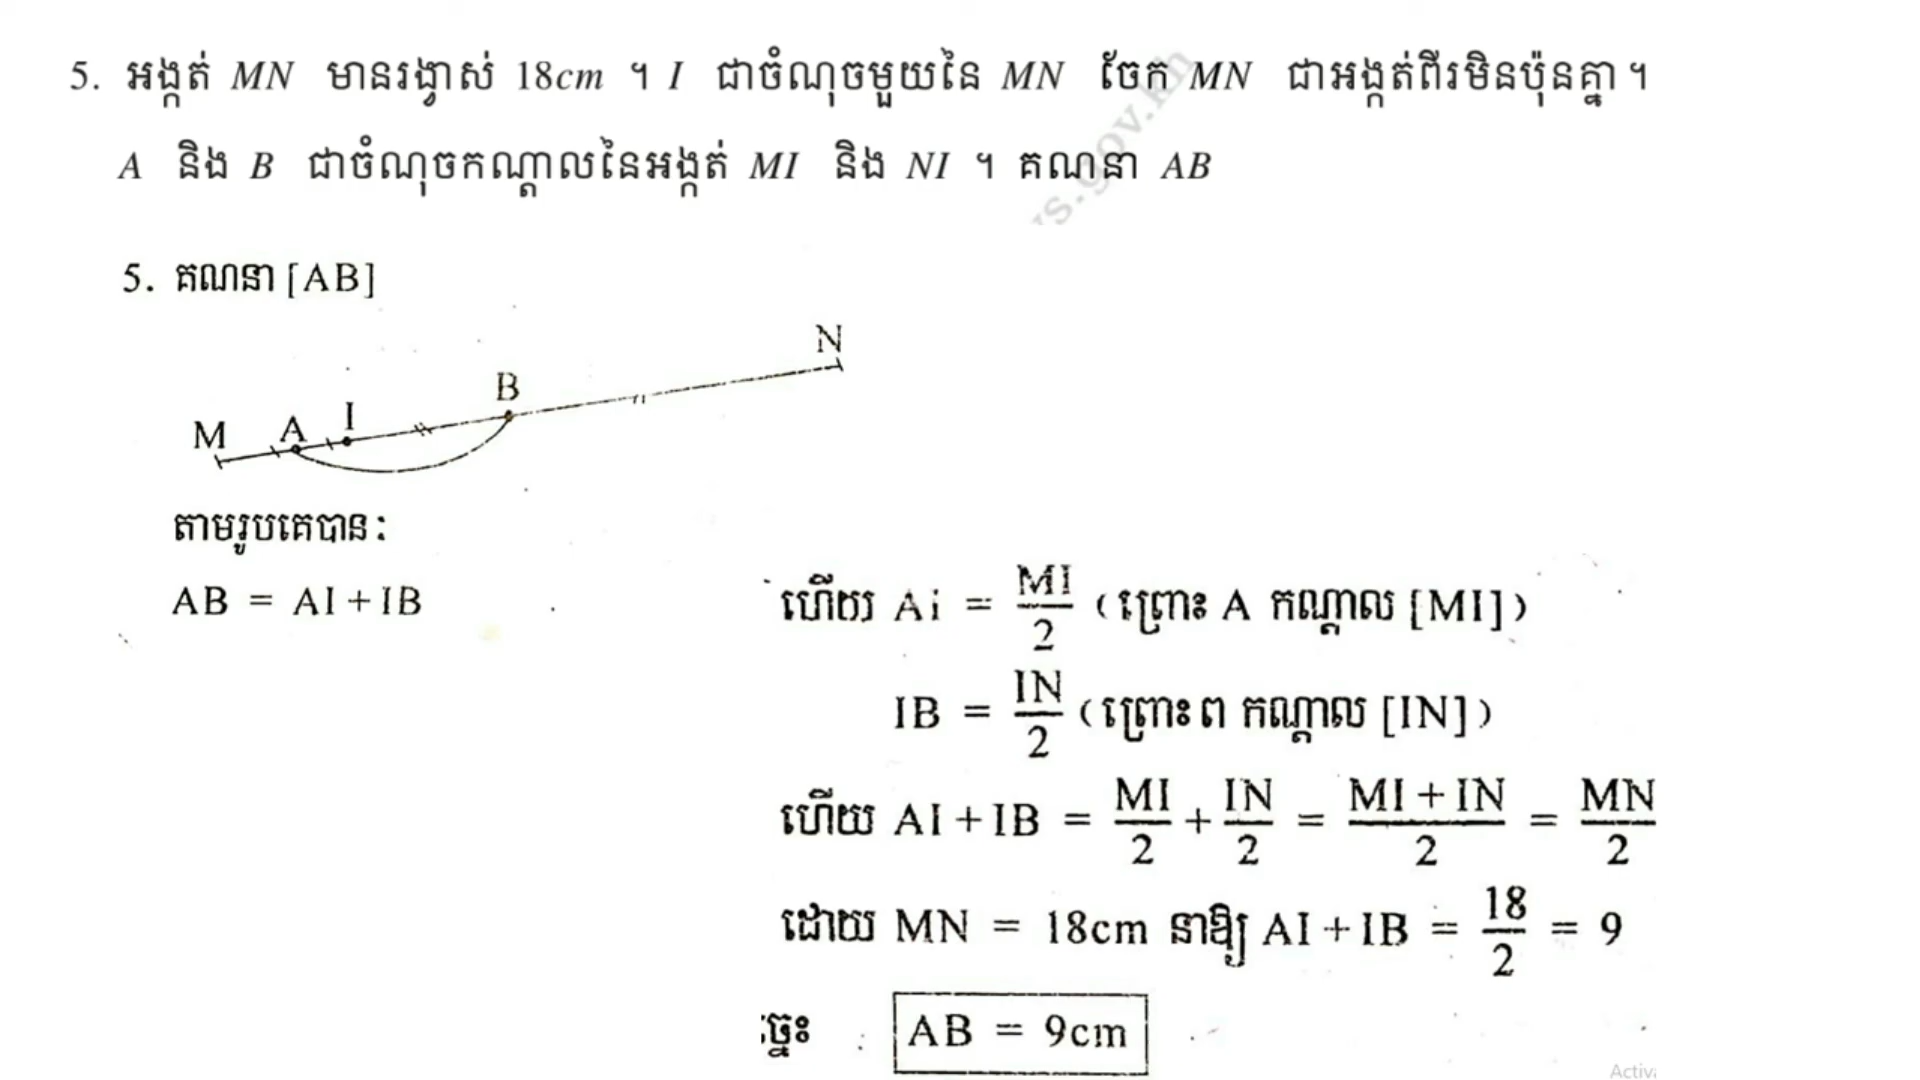 5. អង្កត់ MN មានរង្វាស់ 18cm ។ I ជាចំណុចមួយនៃ MN ចែក MN ជាអង្កត់ពីរមិនប៉ុនគ្នា ។
A និង B ជាចំណុចកណ្តាលនៃអង្កត់ MI និង NI ។ គណនា AB
vs.gov.kh
5. គណនា [AB]
N
B
I
A
M
តាមរូបគេបាន:
AB = AI + IB
ហើយ Ai = MI/2 (ព្រោះ A កណ្តាល [MI])
IB = IN/2 (ព្រោះ ព កណ្តាល [IN])
ហើយ AI + IB = MI/2 + IN/2 = MI + IN/2 = MN/2
ដោយ MN = 18cm នាឱ្យ AI + IB = 18/2 = 9
ច្នេះ : AB = 9cm
Activ